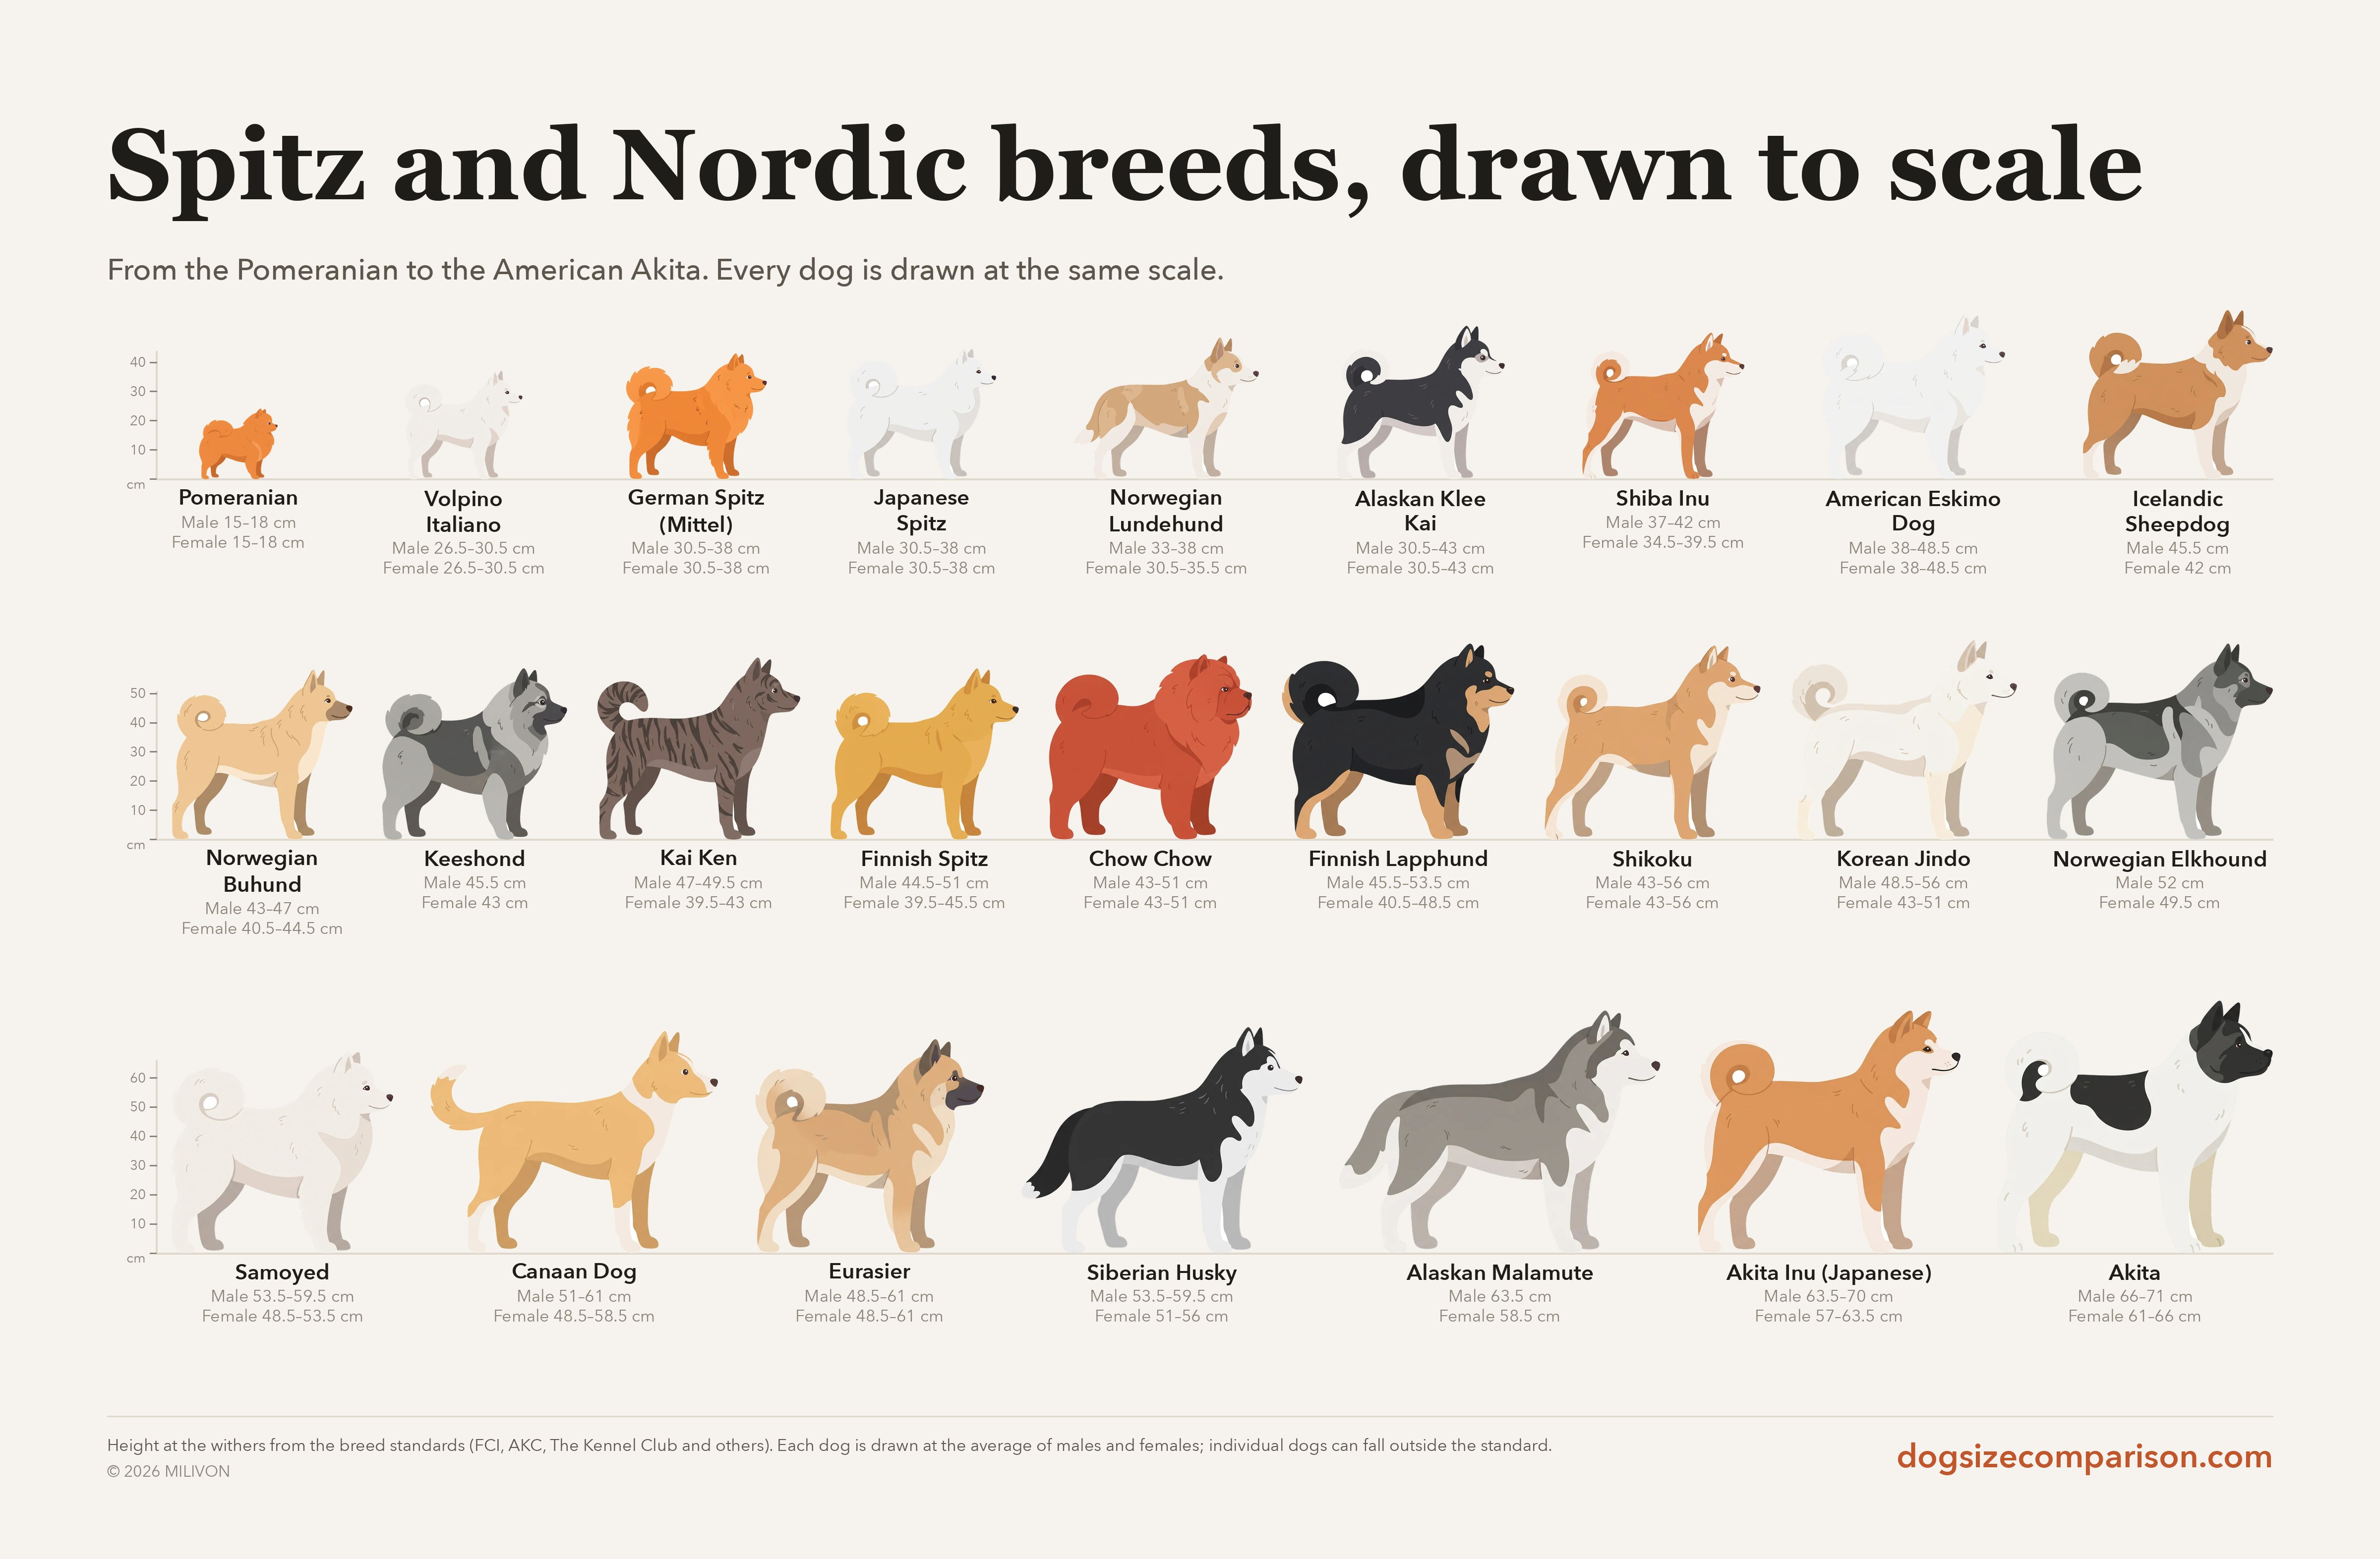 Spitz and Nordic breeds, drawn to scale
From the Pomeranian to the American Akita. Every dog is drawn at the same scale.
40
30
20
10
cm
Pomeranian
Male 15–18 cm
Female 15–18 cm
Volpino
Italiano
Male 26.5–30.5 cm
Female 26.5–30.5 cm
German Spitz
(Mittel)
Male 30.5–38 cm
Female 30.5–38 cm
Japanese
Spitz
Male 30.5–38 cm
Female 30.5–38 cm
Norwegian
Lundehund
Male 33–38 cm
Female 30.5–35.5 cm
Alaskan Klee
Kai
Male 30.5–43 cm
Female 30.5–43 cm
Shiba Inu
Male 37–42 cm
Female 34.5–39.5 cm
American Eskimo
Dog
Male 38–48.5 cm
Female 38–48.5 cm
Icelandic
Sheepdog
Male 45.5 cm
Female 42 cm
50
40
30
20
10
cm
Norwegian
Buhund
Male 43–47 cm
Female 40.5–44.5 cm
Keeshond
Male 45.5 cm
Female 43 cm
Kai Ken
Male 47–49.5 cm
Female 39.5–43 cm
Finnish Spitz
Male 44.5–51 cm
Female 39.5–45.5 cm
Chow Chow
Male 43–51 cm
Female 43–51 cm
Finnish Lapphund
Male 45.5–53.5 cm
Female 40.5–48.5 cm
Shikoku
Male 43–56 cm
Female 43–56 cm
Korean Jindo
Male 48.5–56 cm
Female 43–51 cm
Norwegian Elkhound
Male 52 cm
Female 49.5 cm
60
50
40
30
20
10
cm
Samoyed
Male 53.5–59.5 cm
Female 48.5–53.5 cm
Canaan Dog
Male 51–61 cm
Female 48.5–58.5 cm
Eurasier
Male 48.5–61 cm
Female 48.5–61 cm
Siberian Husky
Male 53.5–59.5 cm
Female 51–56 cm
Alaskan Malamute
Male 63.5 cm
Female 58.5 cm
Akita Inu (Japanese)
Male 63.5–70 cm
Female 57–63.5 cm
Akita
Male 66–71 cm
Female 61–66 cm
Height at the withers from the breed standards (FCI, AKC, The Kennel Club and others). Each dog is drawn at the average of males and females; individual dogs can fall outside the standard.
© 2026 MILIVON
dogsizecomparison.com